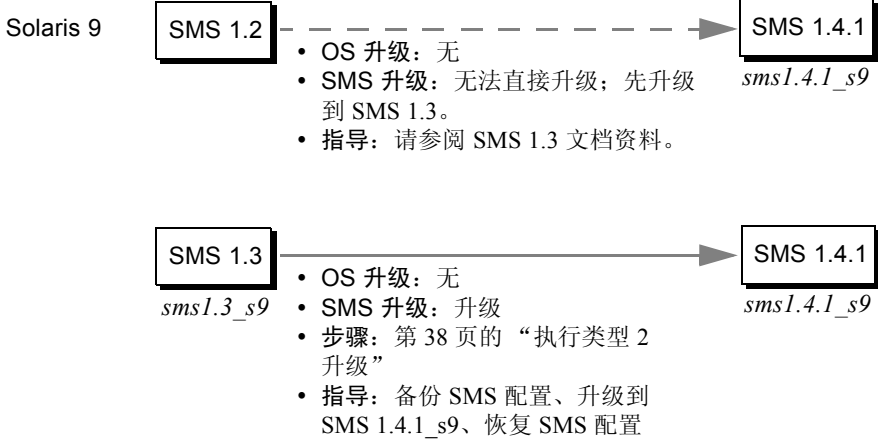 Solaris 9
SMS 1.2
SMS 1.4.1
sms1.4.1_s9
• OS 升级：无
• SMS 升级：无法直接升级；先升级
到 SMS 1.3。
• 指导：请参阅 SMS 1.3 文档资料。
SMS 1.3
sms1.3_s9
SMS 1.4.1
sms1.4.1_s9
• OS 升级：无
• SMS 升级：升级
• 步骤：第 38 页的 “执行类型 2
升级”
• 指导：备份 SMS 配置、升级到
SMS 1.4.1_s9、恢复 SMS 配置